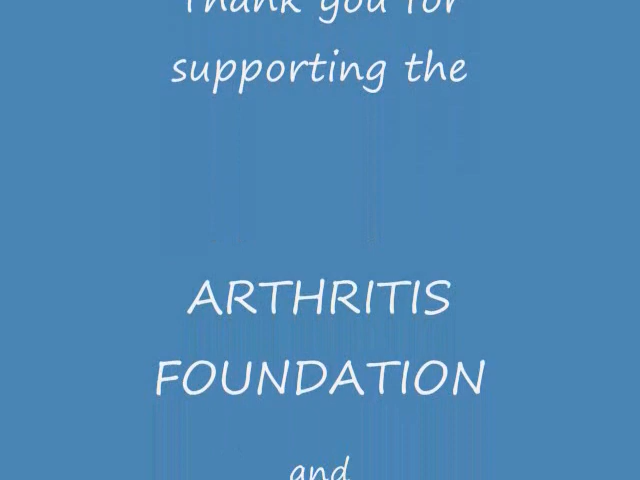 Thank you for
supporting the
ARTHRITIS
FOUNDATION
and